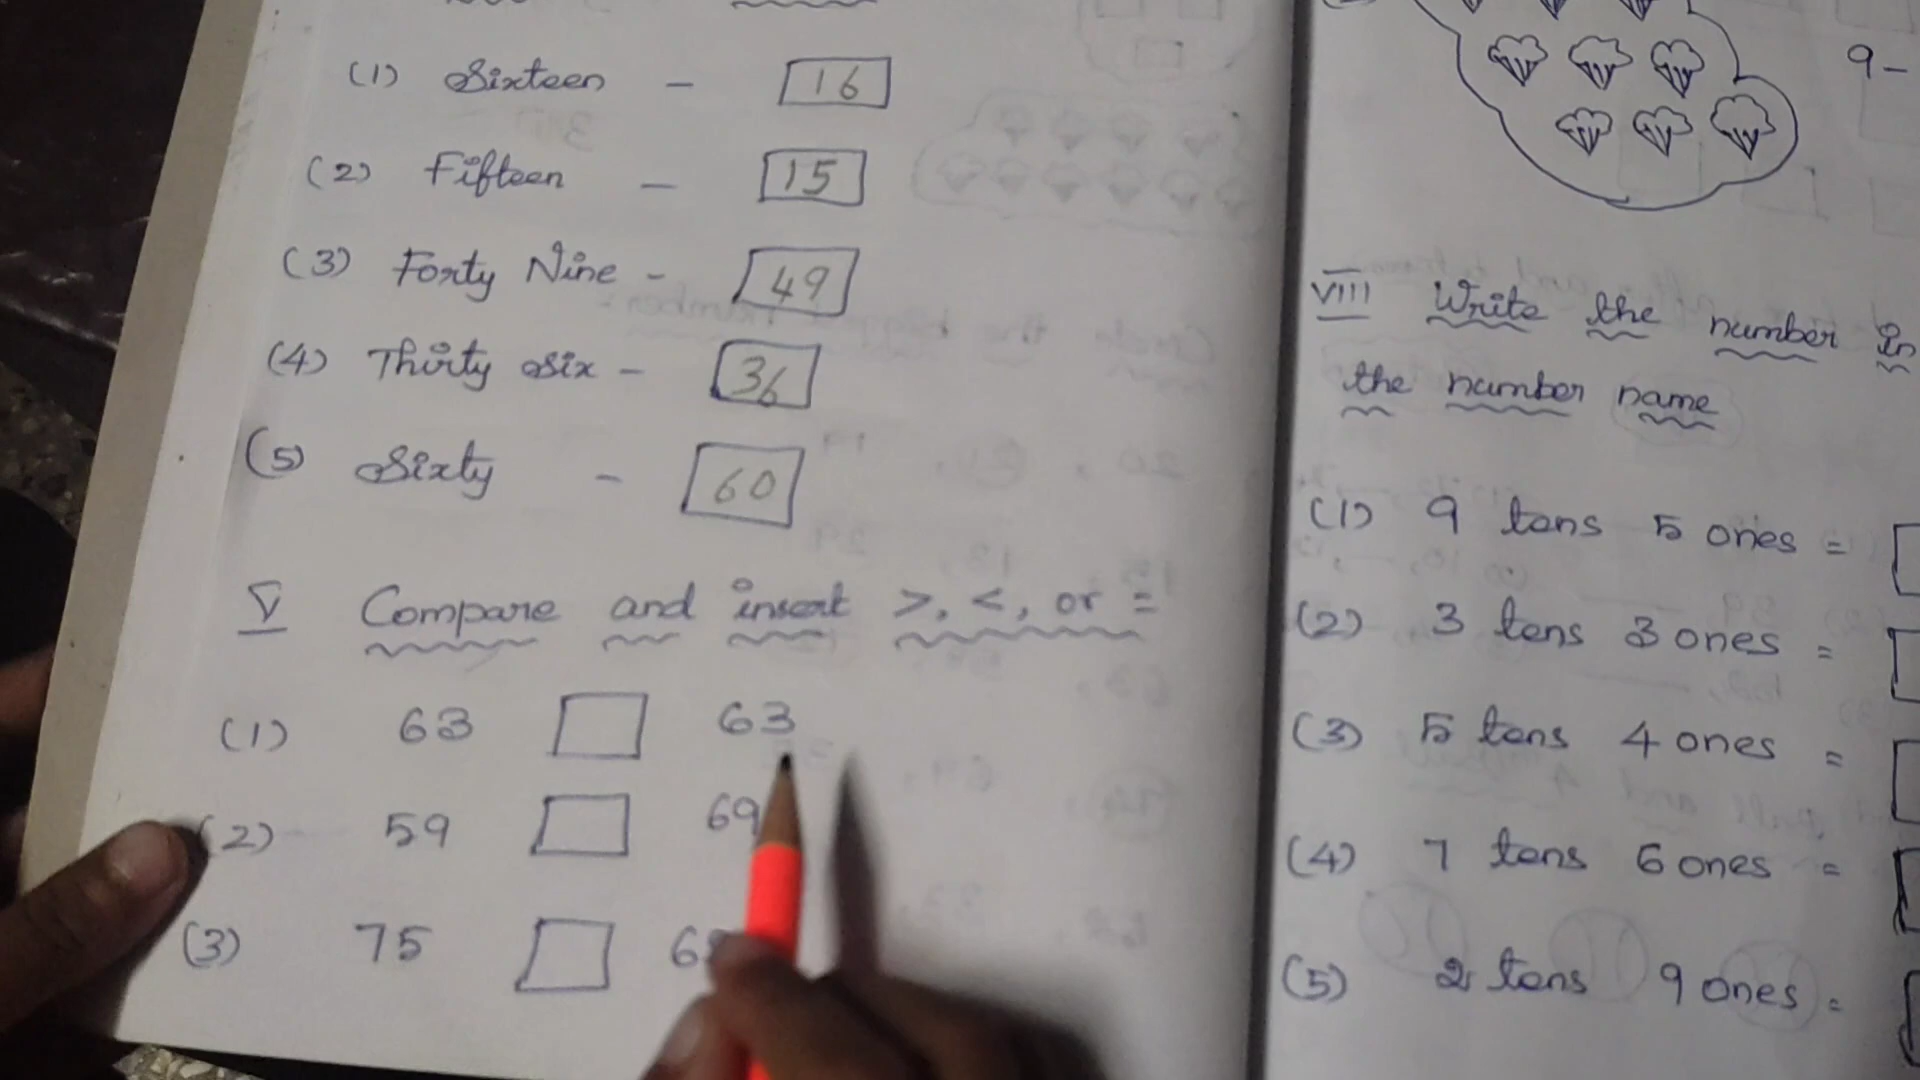 (1) Sixteen - 16
(2) Fifteen - 15
(3) Forty Nine - 49
(4) Thirty Six - 36
(5) Sixty - 60
V Compare and insert >, <, or =
(1) 63 63
(2) 59 69
(3) 75
9-
VIII Write the number in
the number name
(1) 9 tens 5 ones =
(2) 3 tens 3 ones =
(3) 5 tens 4 ones =
(4) 7 tens 6 ones =
(5) 2 tens 9 ones =